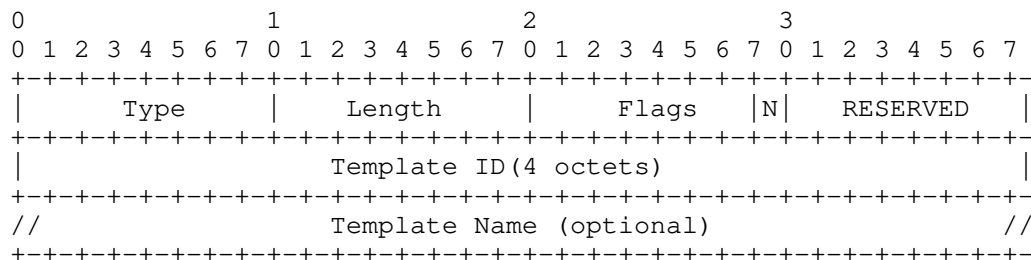 0                   1                   2                   3
0 1 2 3 4 5 6 7 0 1 2 3 4 5 6 7 0 1 2 3 4 5 6 7 0 1 2 3 4 5 6 7
+-+-+-+-+-+-+-+-+-+-+-+-+-+-+-+-+-+-+-+-+-+-+-+-+-+-+-+-+-+-+-+-
|      Type     |    Length     |      Flags  |N|   RESERVED   |
+-+-+-+-+-+-+-+-+-+-+-+-+-+-+-+-+-+-+-+-+-+-+-+-+-+-+-+-+-+-+-+-
|                   Template ID(4 octets)                      |
+-+-+-+-+-+-+-+-+-+-+-+-+-+-+-+-+-+-+-+-+-+-+-+-+-+-+-+-+-+-+-+-
//                  Template Name (optional)                  //
+-+-+-+-+-+-+-+-+-+-+-+-+-+-+-+-+-+-+-+-+-+-+-+-+-+-+-+-+-+-+-+-